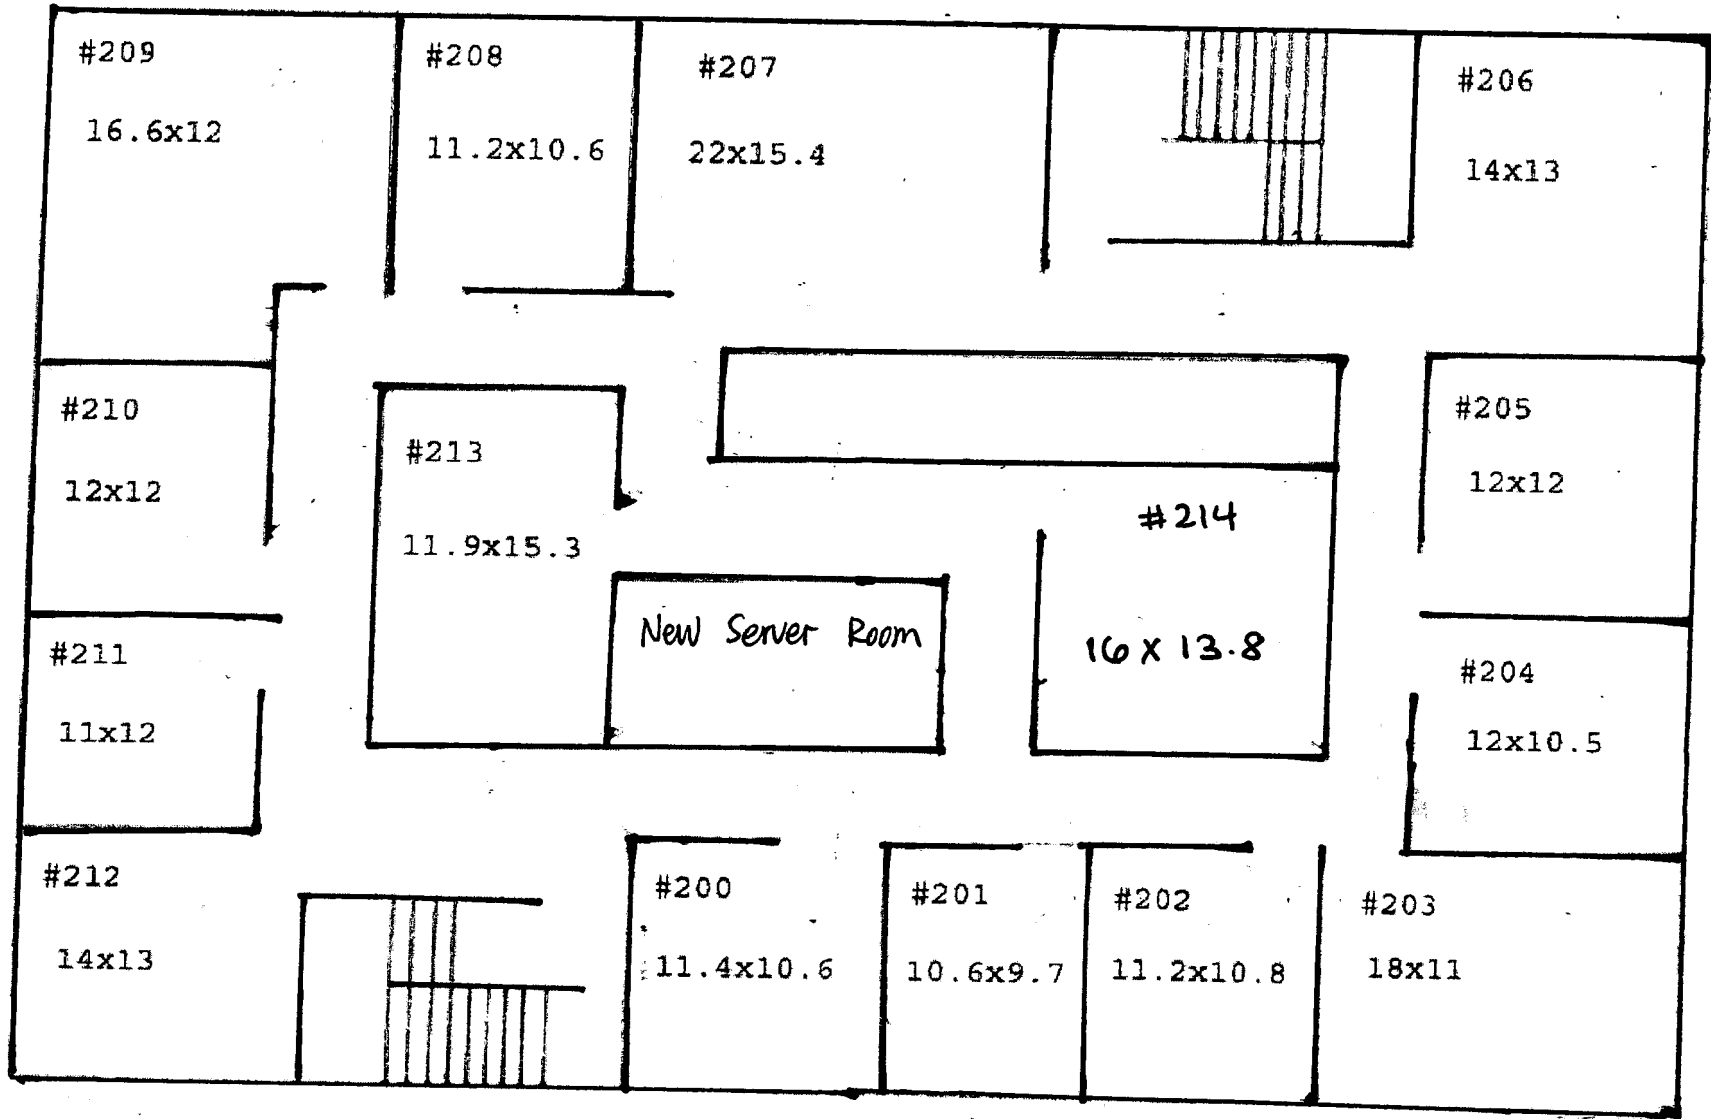 #209
16.6x12
#208
11.2x10.6
#207
22x15.4
#206
14x13
#210
12x12
#213
11.9x15.3
#214
16 x 13.8
#205
12x12
New Server Room
#211
11x12
#204
12x10.5
#212
14x13
#200
11.4x10.6
#201
10.6x9.7
#202
11.2x10.8
#203
18x11